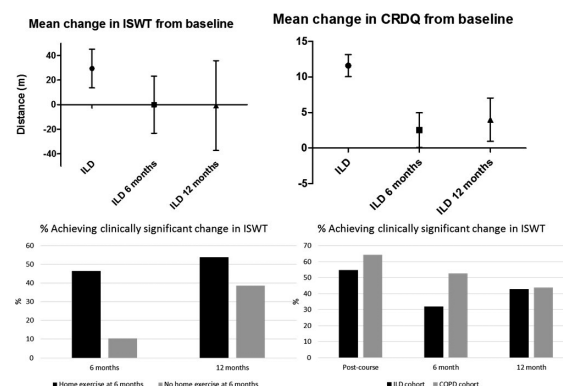 Mean change in ISWT from baseline
Distance (m)
40
20
0
-20
-40
ILD
ILD 6 months
ILD 12 months
Mean change in CRDQ from baseline
15
10
5
0
-5
ILD
ILD 6 months
ILD 12 months
% Achieving clinically significant change in ISWT
%
60
50
40
30
20
10
0
6 months
12 months
Home exercise at 6 months
No home exercise at 6 months
% Achieving clinically significant change in ISWT
%
70
60
50
40
30
20
10
0
Post-course
6 month
12 month
ILD cohort
COPD cohort